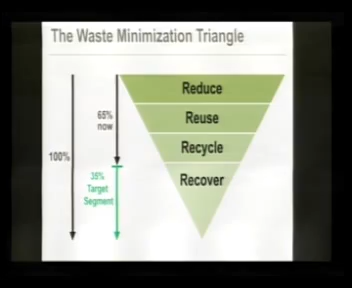 The Waste Minimization Triangle
Reduce
65%
now
Reuse
100%
Recycle
35%
Target
Segment
Recover